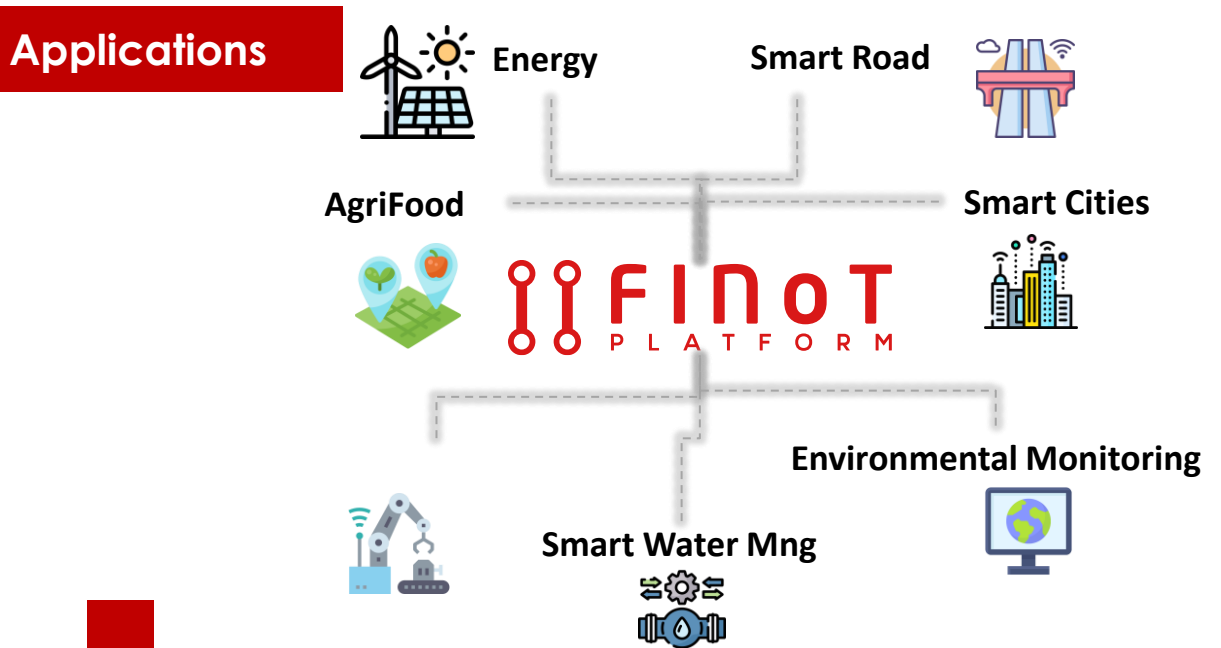 Applications
Energy
Smart Road
AgriFood
Smart Cities
FINoT
PLATFORM
Environmental Monitoring
Smart Water Mng